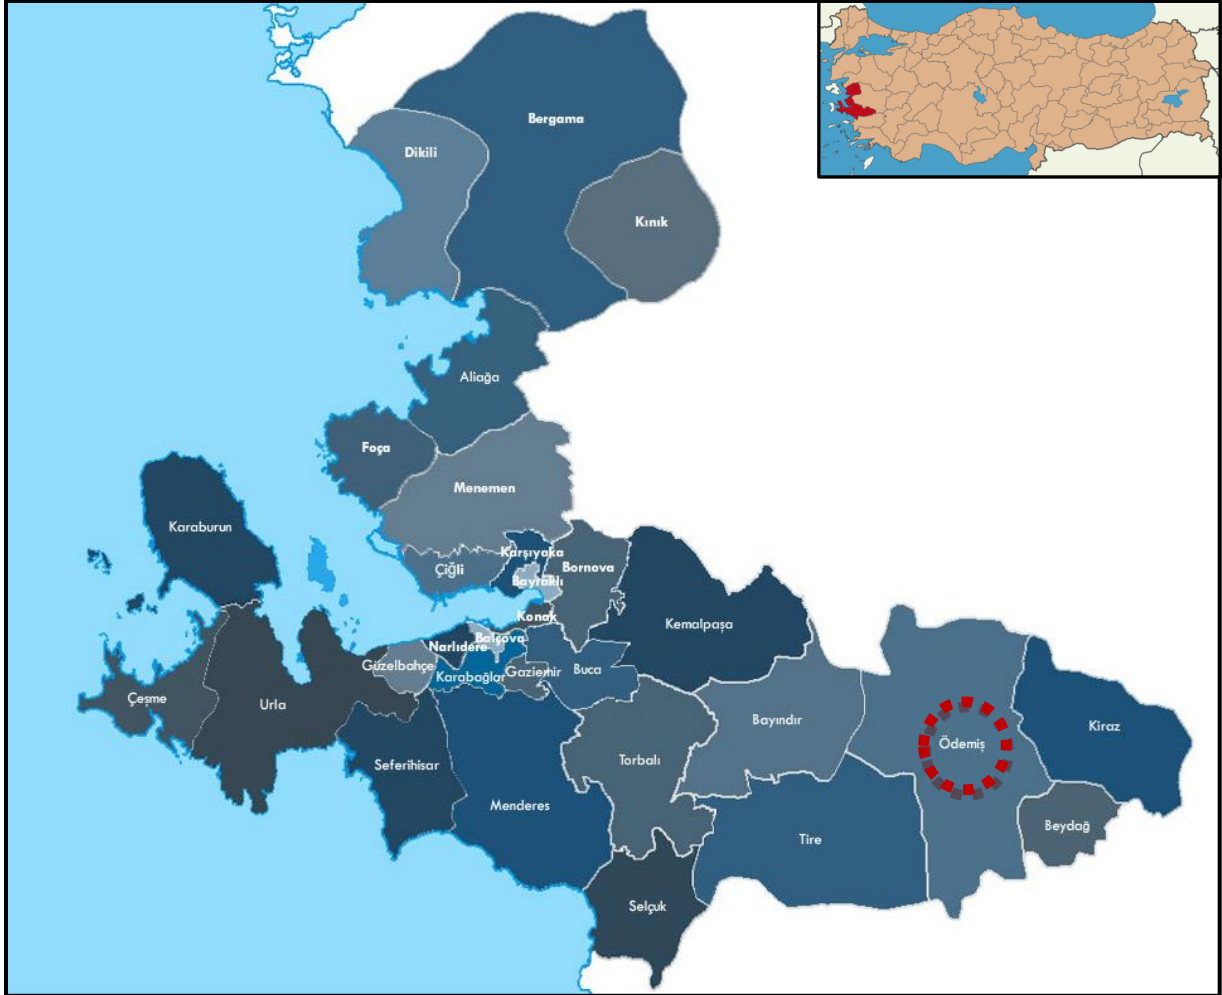 Bergama
Dikili
Kınık
Aliağa
Foça
Menemen
Karaburun
Karşıyaka
Çiğli
Bornova
Bayraklı
Konak
Kemalpaşa
Balçova
Narlıdere
Güzelbahçe
Karabağlar
Gaziemir
Buca
Çeşme
Urla
Bayındır
Kiraz
Ödemiş
Torbalı
Seferihisar
Menderes
Beydağ
Tire
Selçuk